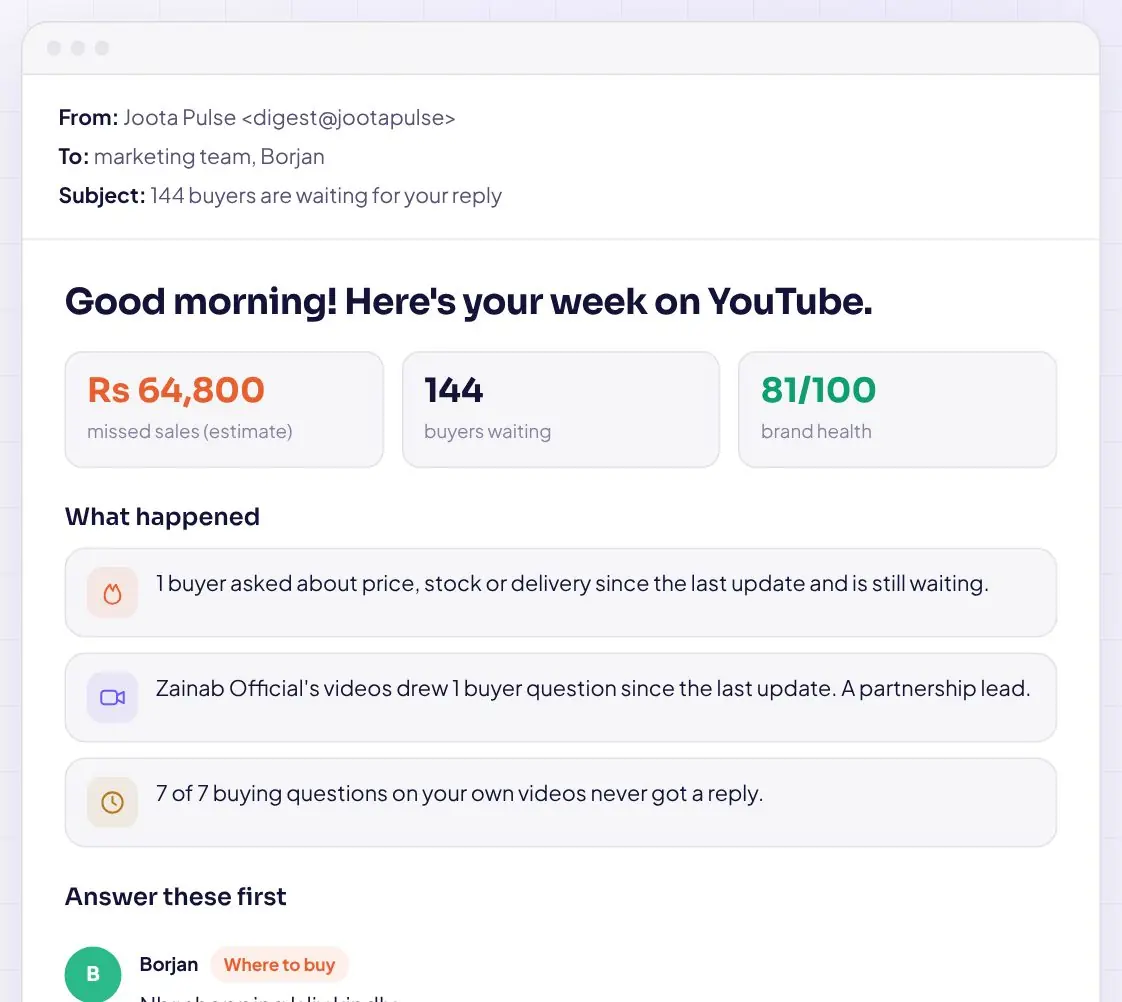 From: Joota Pulse <digest@jootapulse>
To: marketing team, Borjan
Subject: 144 buyers are waiting for your reply
Good morning! Here's your week on YouTube.
Rs 64,800
missed sales (estimate)
144
buyers waiting
81/100
brand health
What happened
1 buyer asked about price, stock or delivery since the last update and is still waiting.
Zainab Official's videos drew 1 buyer question since the last update. A partnership lead.
7 of 7 buying questions on your own videos never got a reply.
Answer these first
B
Borjan
Where to buy